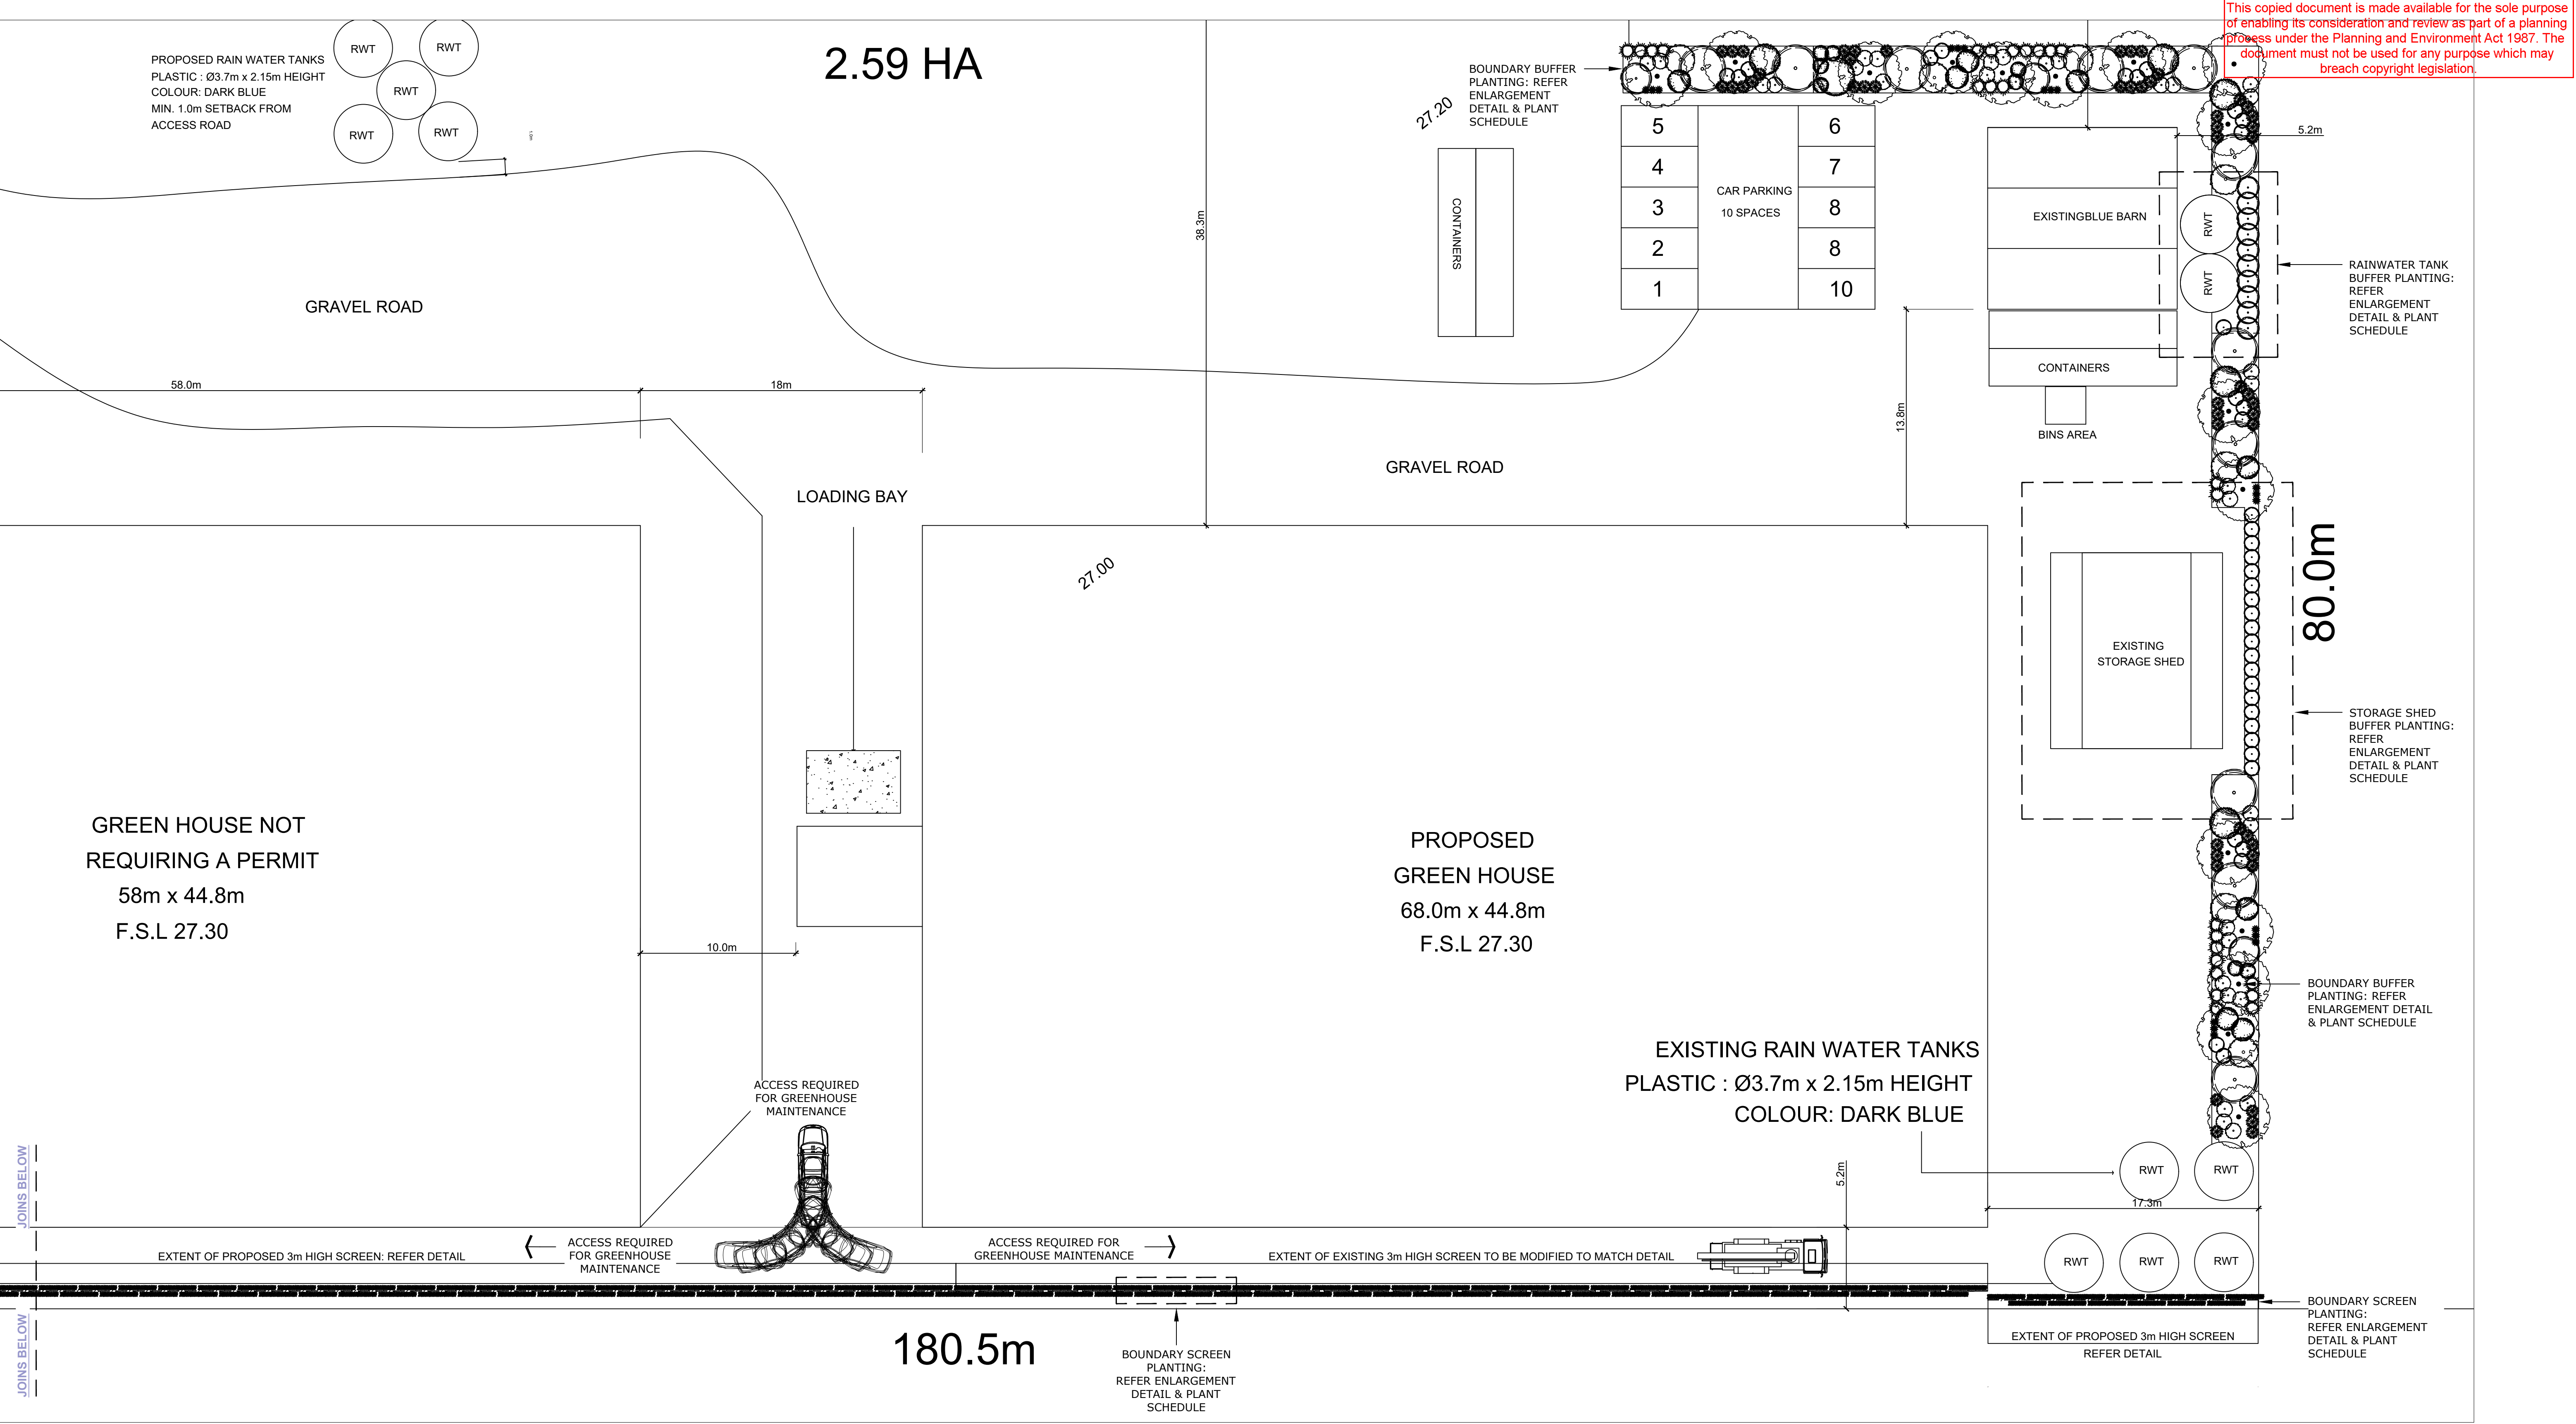 This copied document is made available for the sole purpose
of enabling its consideration and review as part of a planning
process under the Planning and Environment Act 1987. The
document must not be used for any purpose which may
breach copyright legislation.
PROPOSED RAIN WATER TANKS
PLASTIC : Ø3.7m x 2.15m HEIGHT
COLOUR: DARK BLUE
MIN. 1.0m SETBACK FROM
ACCESS ROAD
RWT
RWT
RWT
RWT
RWT
2.59 HA
27.20
BOUNDARY BUFFER
PLANTING: REFER
ENLARGEMENT
DETAIL & PLANT
SCHEDULE
CONTAINERS
5
4
3
2
1
CAR PARKING
10 SPACES
6
7
8
8
10
5.2m
EXISTINGBLUE BARN
RWT
RWT
RAINWATER TANK
BUFFER PLANTING:
REFER
ENLARGEMENT
DETAIL & PLANT
SCHEDULE
38.3m
GRAVEL ROAD
58.0m
18m
CONTAINERS
BINS AREA
13.8m
GRAVEL ROAD
LOADING BAY
27.00
80.0m
EXISTING
STORAGE SHED
STORAGE SHED
BUFFER PLANTING:
REFER
ENLARGEMENT
DETAIL & PLANT
SCHEDULE
GREEN HOUSE NOT
REQUIRING A PERMIT
58m x 44.8m
F.S.L 27.30
10.0m
PROPOSED
GREEN HOUSE
68.0m x 44.8m
F.S.L 27.30
BOUNDARY BUFFER
PLANTING: REFER
ENLARGEMENT DETAIL
& PLANT SCHEDULE
EXISTING RAIN WATER TANKS
PLASTIC : Ø3.7m x 2.15m HEIGHT
COLOUR: DARK BLUE
ACCESS REQUIRED
FOR GREENHOUSE
MAINTENANCE
JOINS BELOW
5.2m
RWT
RWT
17.3m
EXTENT OF PROPOSED 3m HIGH SCREEN: REFER DETAIL
ACCESS REQUIRED
FOR GREENHOUSE
MAINTENANCE
ACCESS REQUIRED FOR
GREENHOUSE MAINTENANCE
EXTENT OF EXISTING 3m HIGH SCREEN TO BE MODIFIED TO MATCH DETAIL
RWT
RWT
RWT
JOINS BELOW
180.5m
BOUNDARY SCREEN
PLANTING:
REFER ENLARGEMENT
DETAIL & PLANT
SCHEDULE
EXTENT OF PROPOSED 3m HIGH SCREEN
REFER DETAIL
BOUNDARY SCREEN
PLANTING:
REFER ENLARGEMENT
DETAIL & PLANT
SCHEDULE